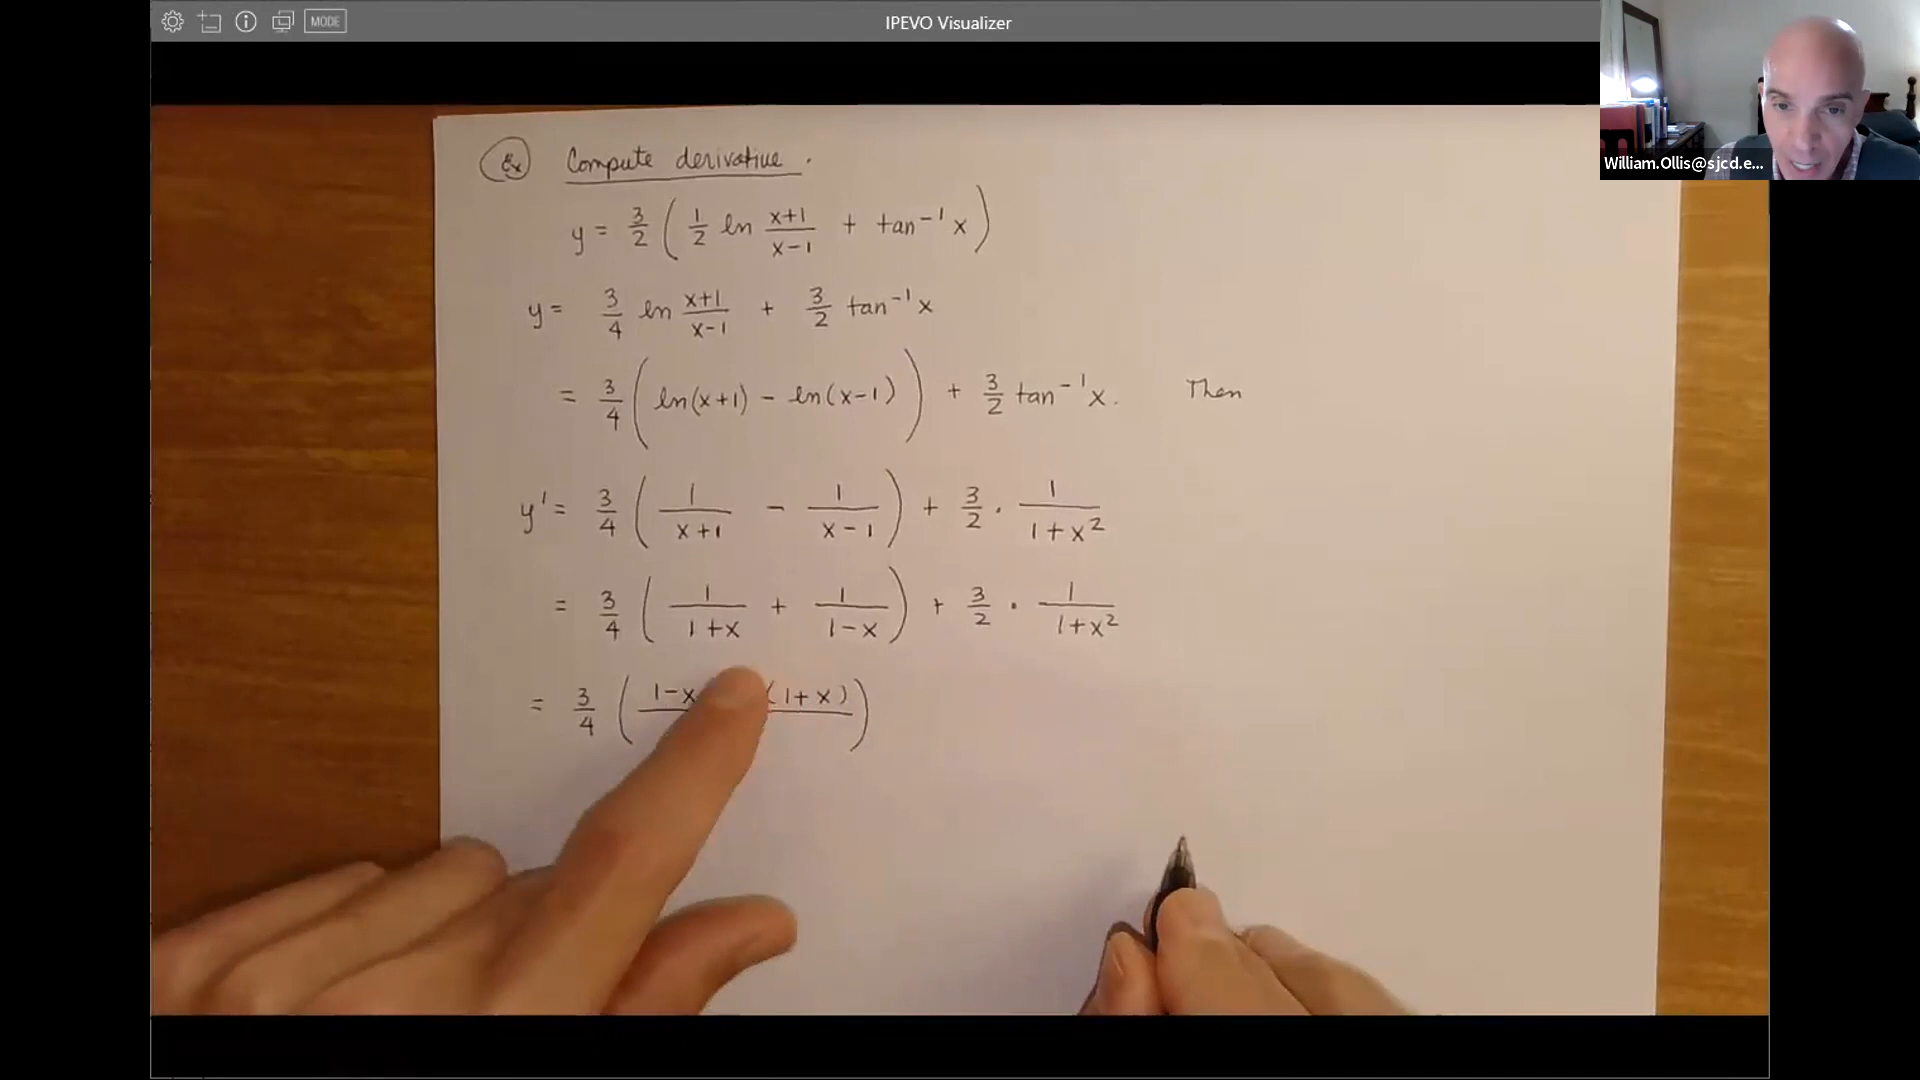 MODE
IPEVO Visualizer
William.Ollis@sjcd.e...
Ex Compute derivative.
y = 3/2 ( 1/2 ln x+1/x-1 + tan⁻¹ x )
y = 3/4 ln x+1/x-1 + 3/2 tan⁻¹ x
= 3/4 ( ln(x+1) - ln(x-1) ) + 3/2 tan⁻¹ x. Then
y' = 3/4 ( 1/x+1 - 1/x-1 ) + 3/2 · 1/1+x²
= 3/4 ( 1/1+x + 1/1-x ) + 3/2 · 1/1+x²
= 3/4 ( 1-x (1+x) )